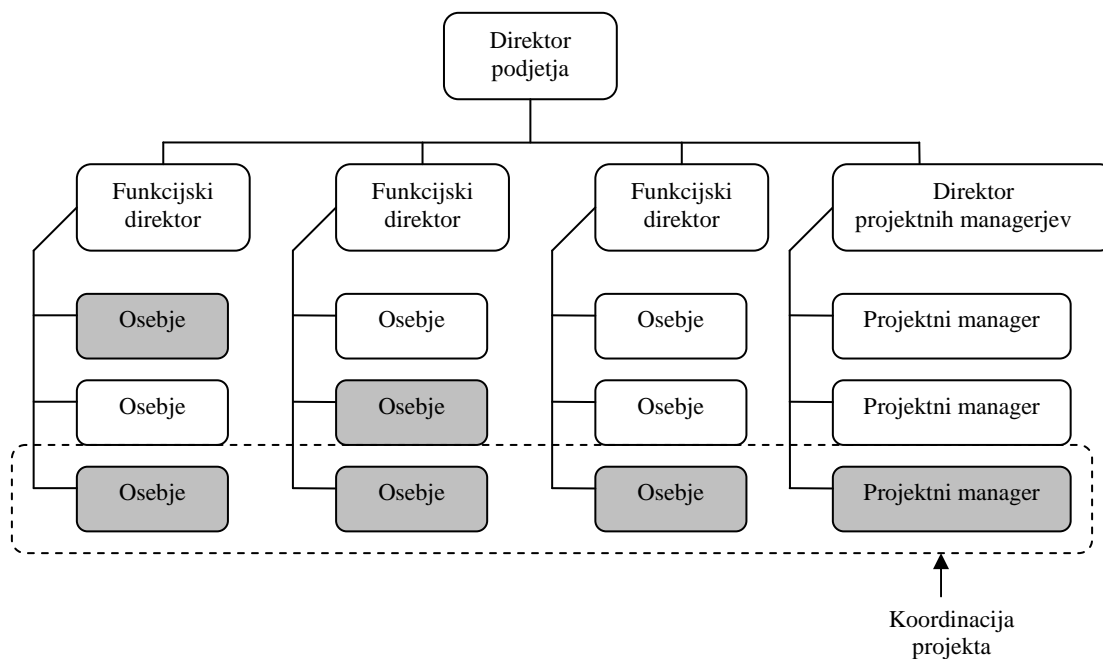 Direktor
podjetja
Funkcijski
direktor
Funkcijski
direktor
Funkcijski
direktor
Direktor
projektnih managerjev
Osebje
Osebje
Osebje
Projektni manager
Osebje
Osebje
Osebje
Projektni manager
Osebje
Osebje
Osebje
Projektni manager
Koordinacija
projekta